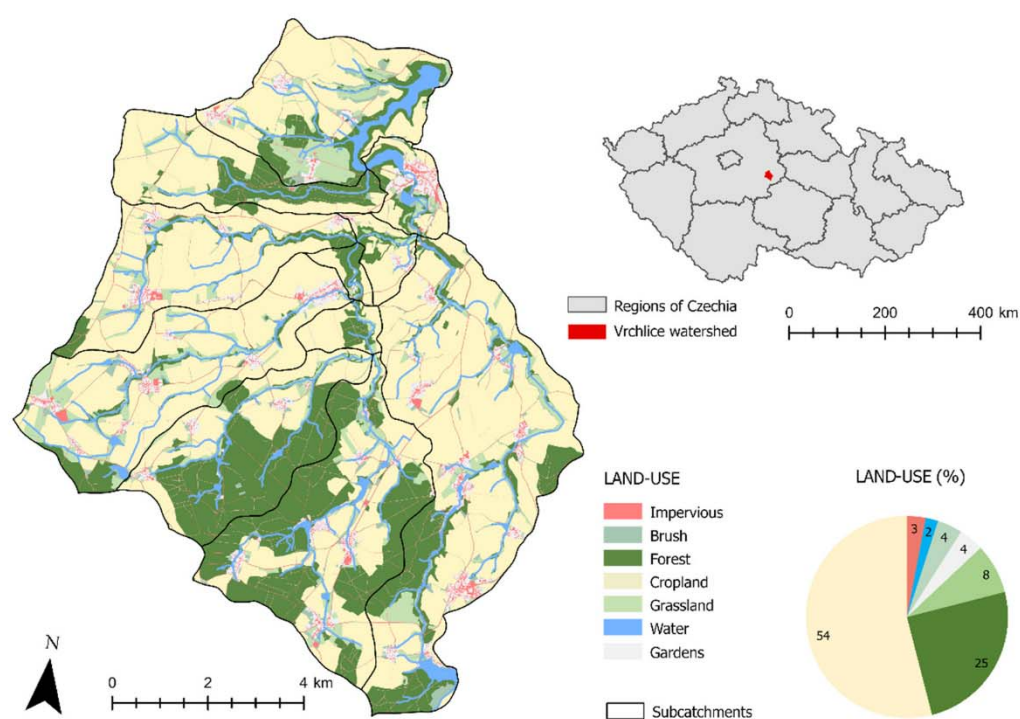 Regions of Czechia
Vrchlice watershed
0 200 400 km
LAND-USE
Impervious
Brush
Forest
Cropland
Grassland
Water
Gardens
Subcatchments
LAND-USE (%)
3
2
4
4
8
25
54
N
0 2 4 km